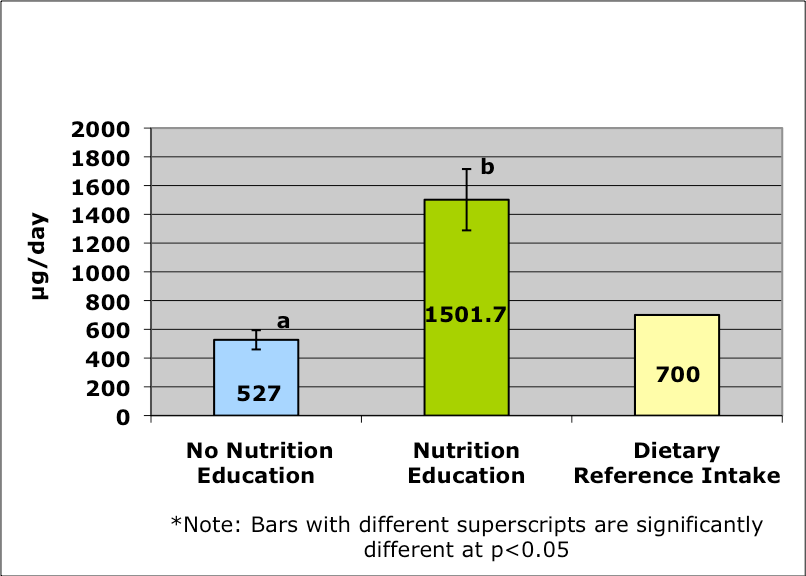 2000
1800
1600
1400
1200
1000
800
600
400
200
0
µg/day
a
527
b
1501.7
700
No Nutrition
Education
Nutrition
Education
Dietary
Reference Intake
*Note: Bars with different superscripts are significantly
different at p<0.05